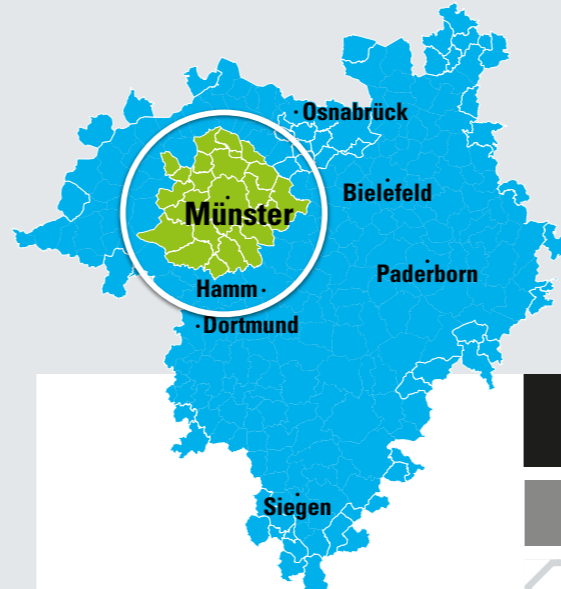 Osnabrück
Bielefeld
Münster
Paderborn
Hamm
Dortmund
Siegen